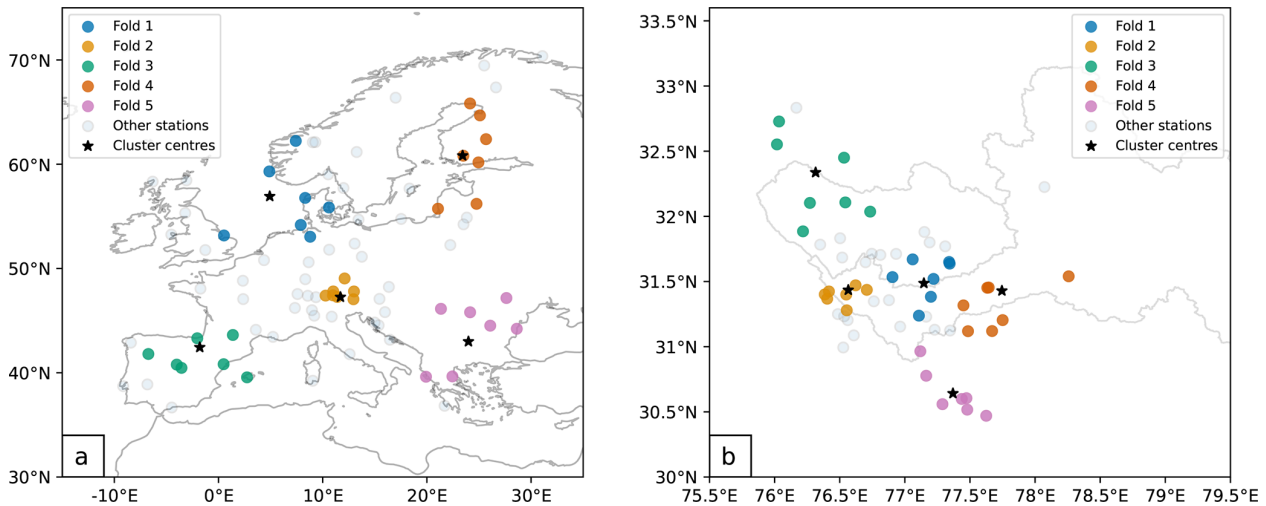 Fold 1
Fold 2
Fold 3
Fold 4
Fold 5
Other stations
Cluster centres
70°N
60°N
50°N
40°N
30°N
a
-10°E
0°E
10°E
20°E
30°E
Fold 1
Fold 2
Fold 3
Fold 4
Fold 5
Other stations
Cluster centres
33.5°N
33°N
32.5°N
32°N
31.5°N
31°N
30.5°N
30°N
b
75.5°E
76°E
76.5°E
77°E
77.5°E
78°E
78.5°E
79°E
79.5°E